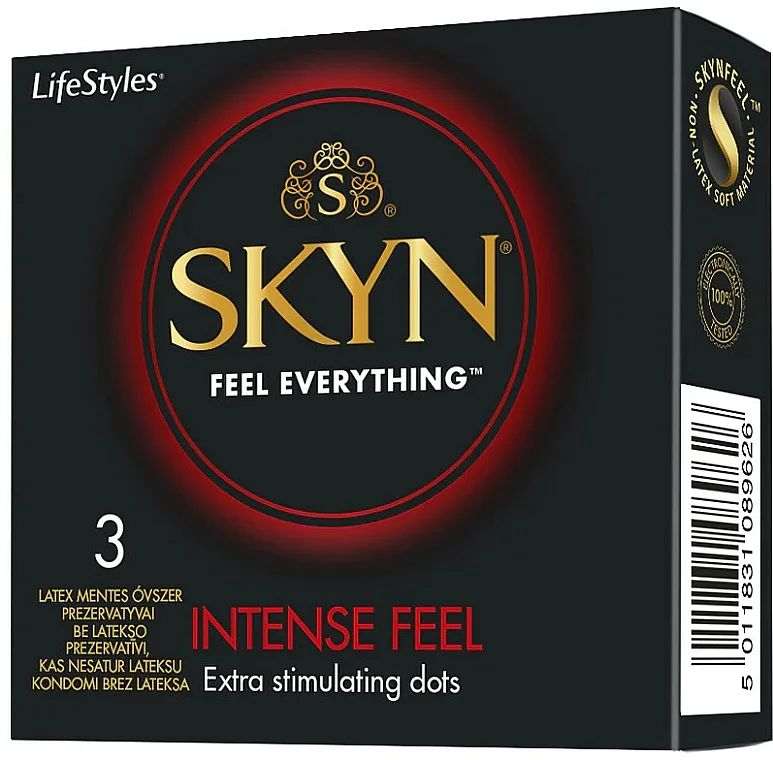 LifeStyles®
S®
SKYN®
FEEL EVERYTHING™
3
LATEX MENTES ÓVSZER
PREZERVATYVAI
BE LATEKSO
PREZERVATĪVI,
KAS NESATUR LATEKSU
KONDOMI BREZ LATEKSA
INTENSE FEEL
Extra stimulating dots
SKYNFEEL™
NON-LATEX SOFT MATERIAL
ELECTRONICALLY
100%
TESTED
5 011831 089626